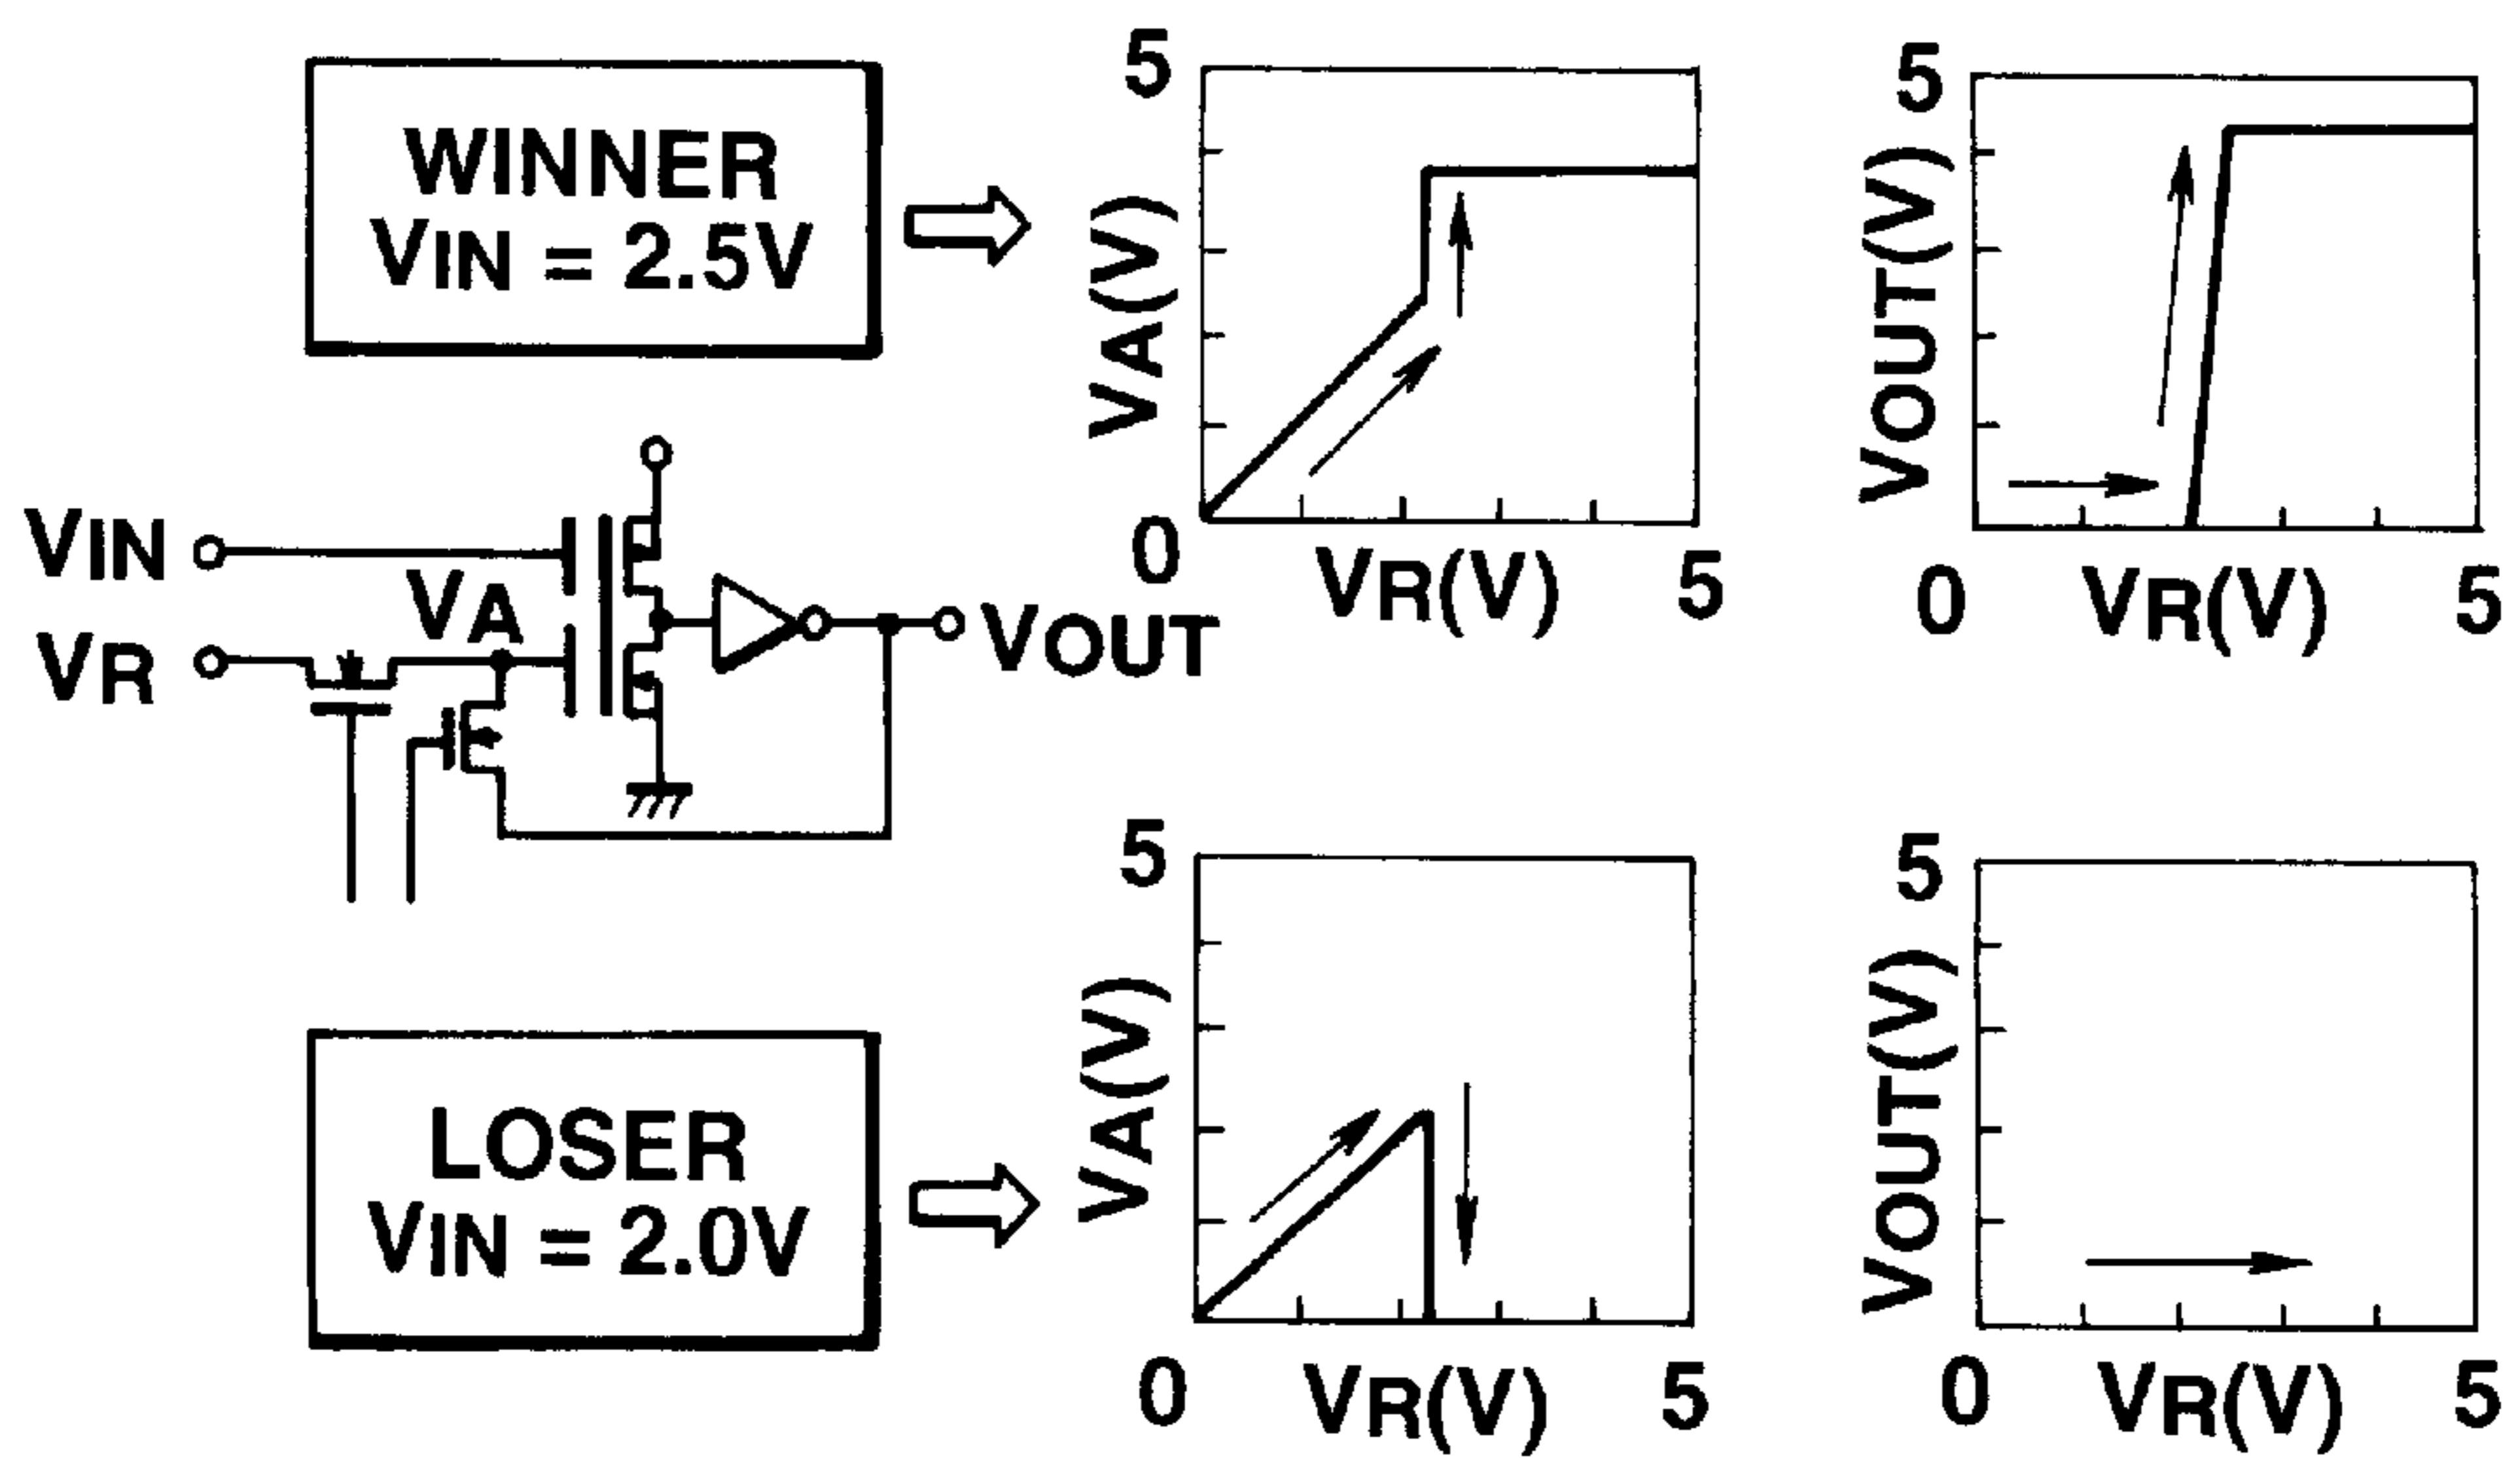 WINNER
VIN = 2.5V
5
VA(V)
0
VR(V)
5
5
VOUT(V)
0
VR(V)
5
VIN
VA
VR
VOUT
LOSER
VIN = 2.0V
5
VA(V)
0
VR(V)
5
5
VOUT(V)
0
VR(V)
5